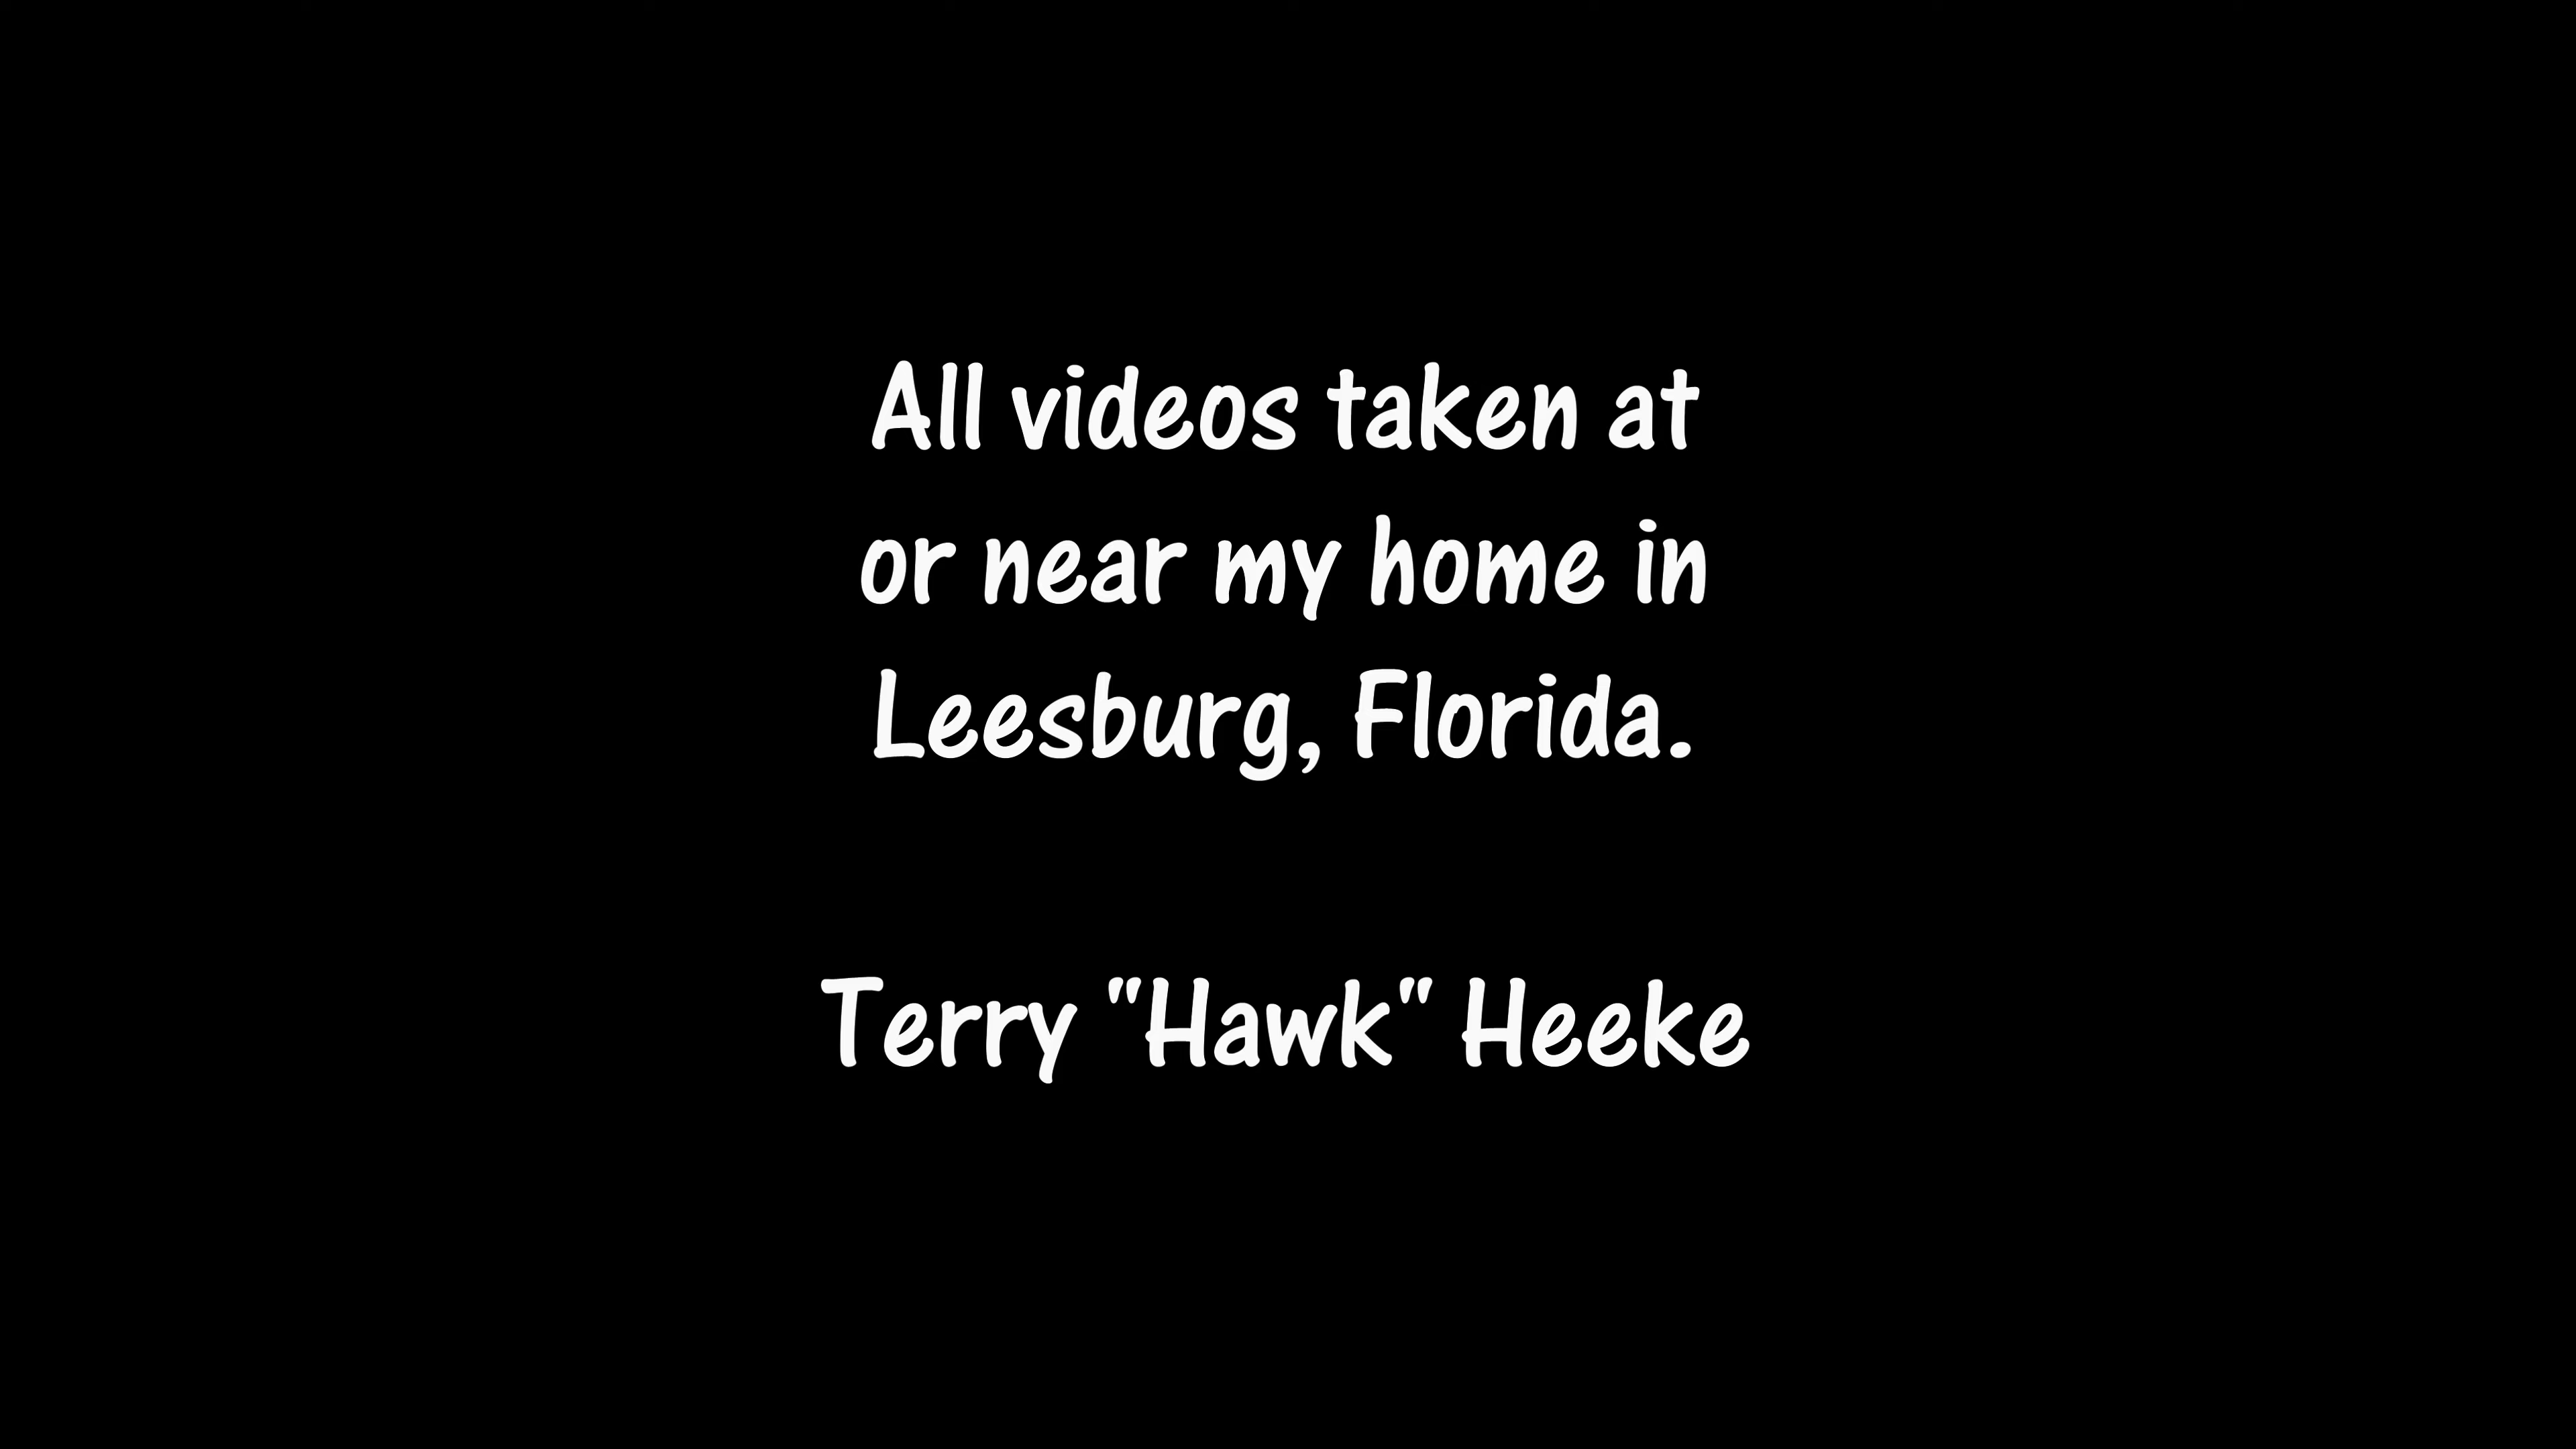 All videos taken at
or near my home in
Leesburg, Florida.
Terry "Hawk" Heeke